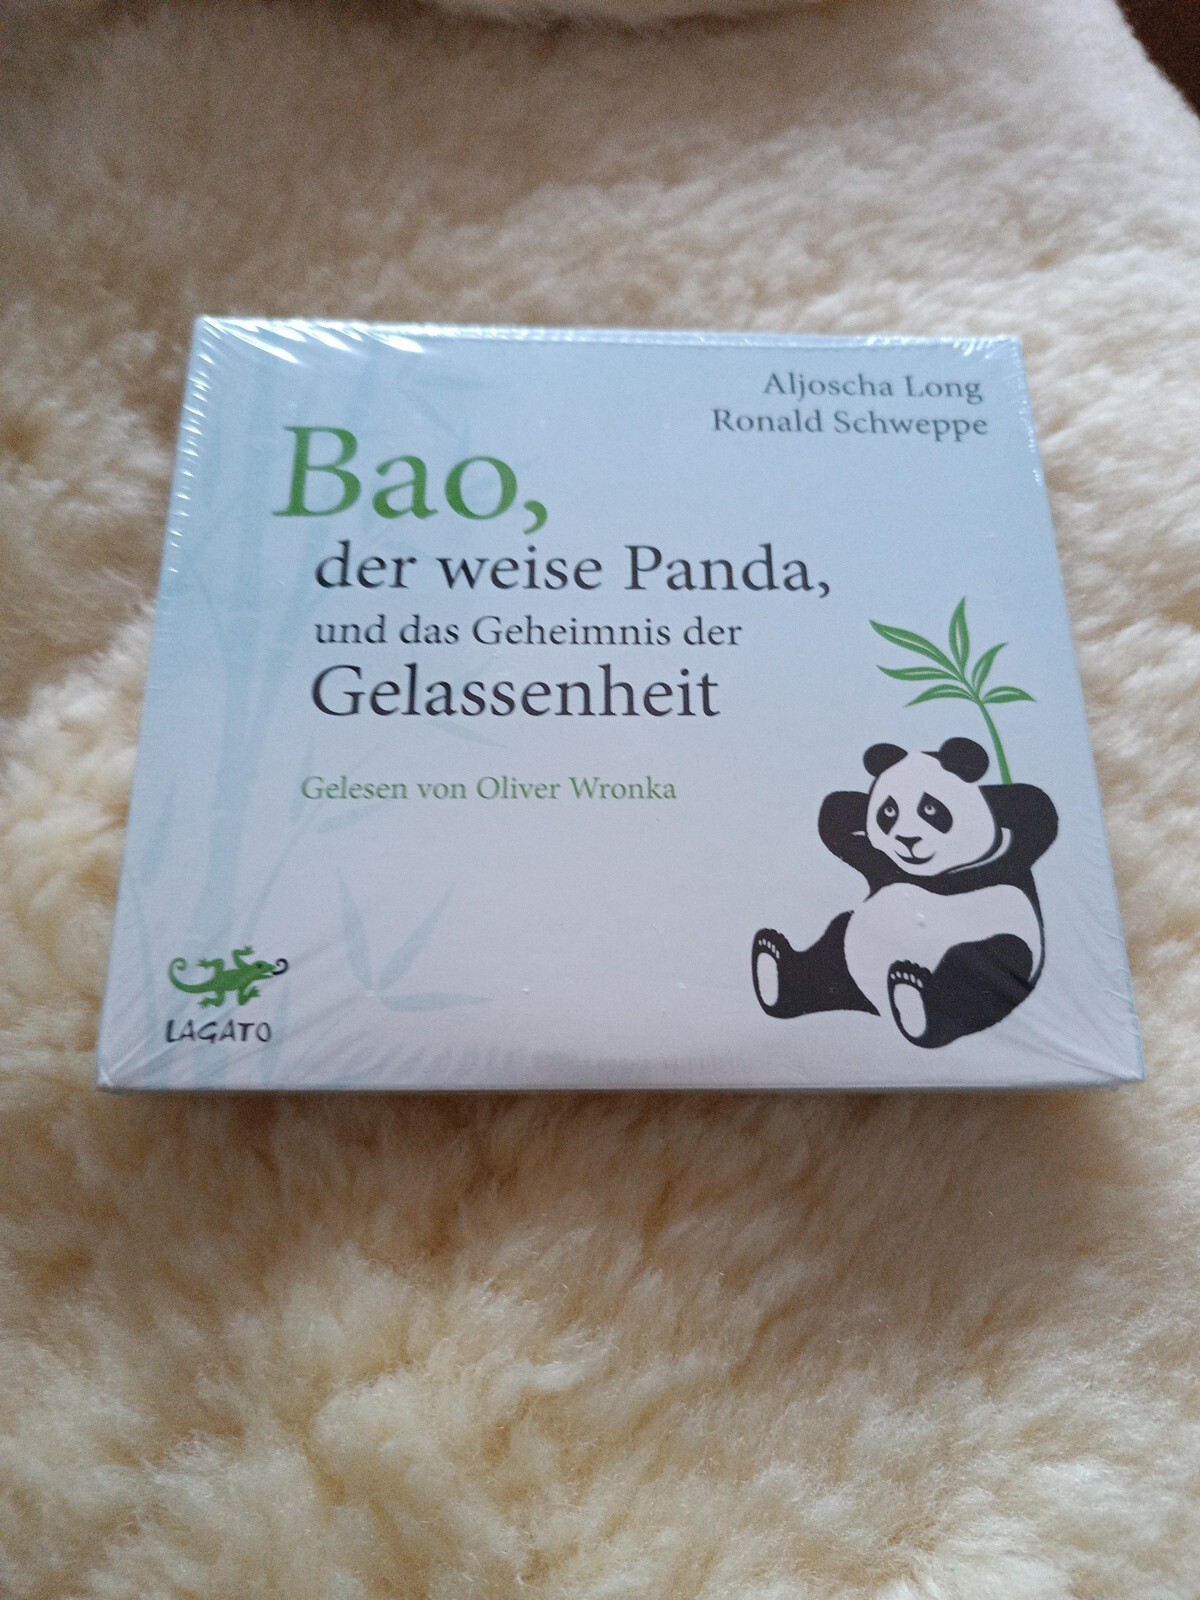 Aljoscha Long
Ronald Schweppe
Bao,
der weise Panda,
und das Geheimnis der
Gelassenheit
Gelesen von Oliver Wronka
LAGATO